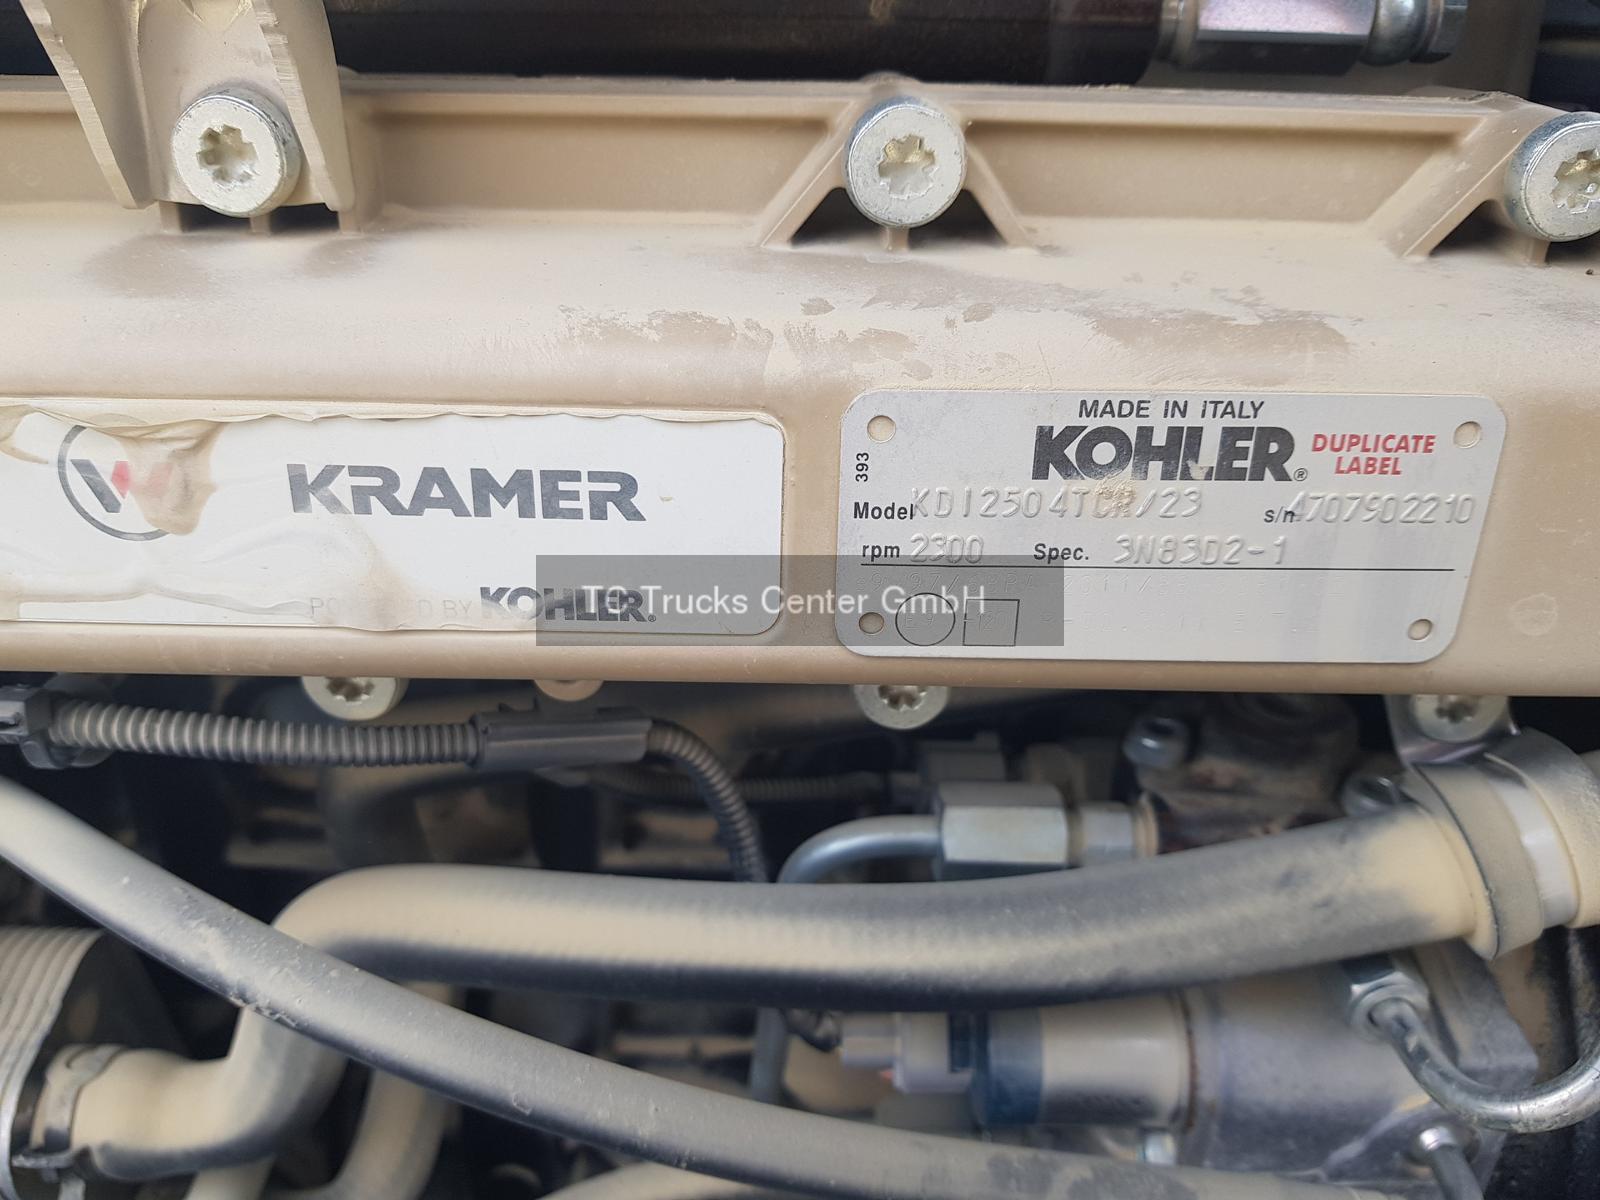 KRAMER
POWERED BY KOHLER®
MADE IN ITALY
KOHLER® DUPLICATE LABEL
393
Model KDI2504TCR/23 s/n 4707902210
rpm 2300 Spec. 3N83D2-1
TC Trucks Center GmbH